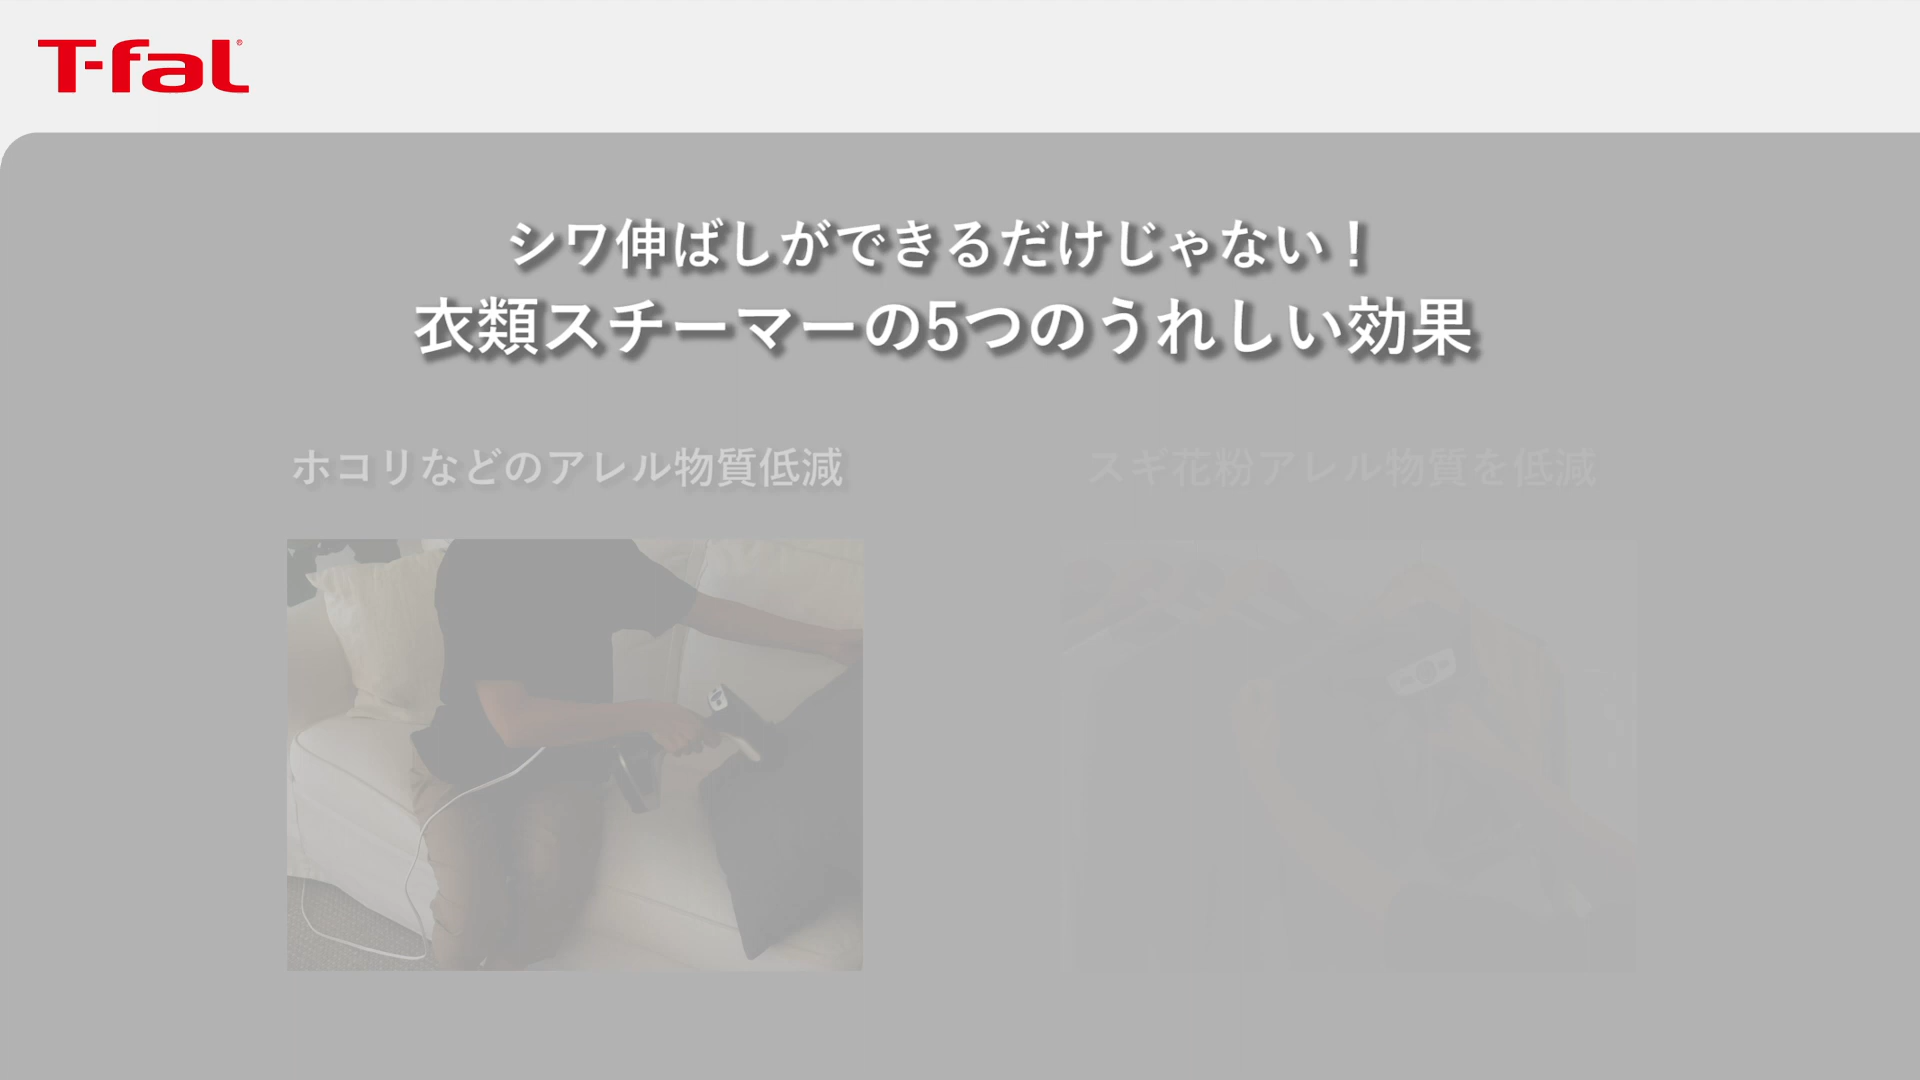 T-fal
シワ伸ばしができるだけじゃない！
衣類スチーマーの5つのうれしい効果
ホコリなどのアレル物質低減
スギ花粉アレル物質を低減